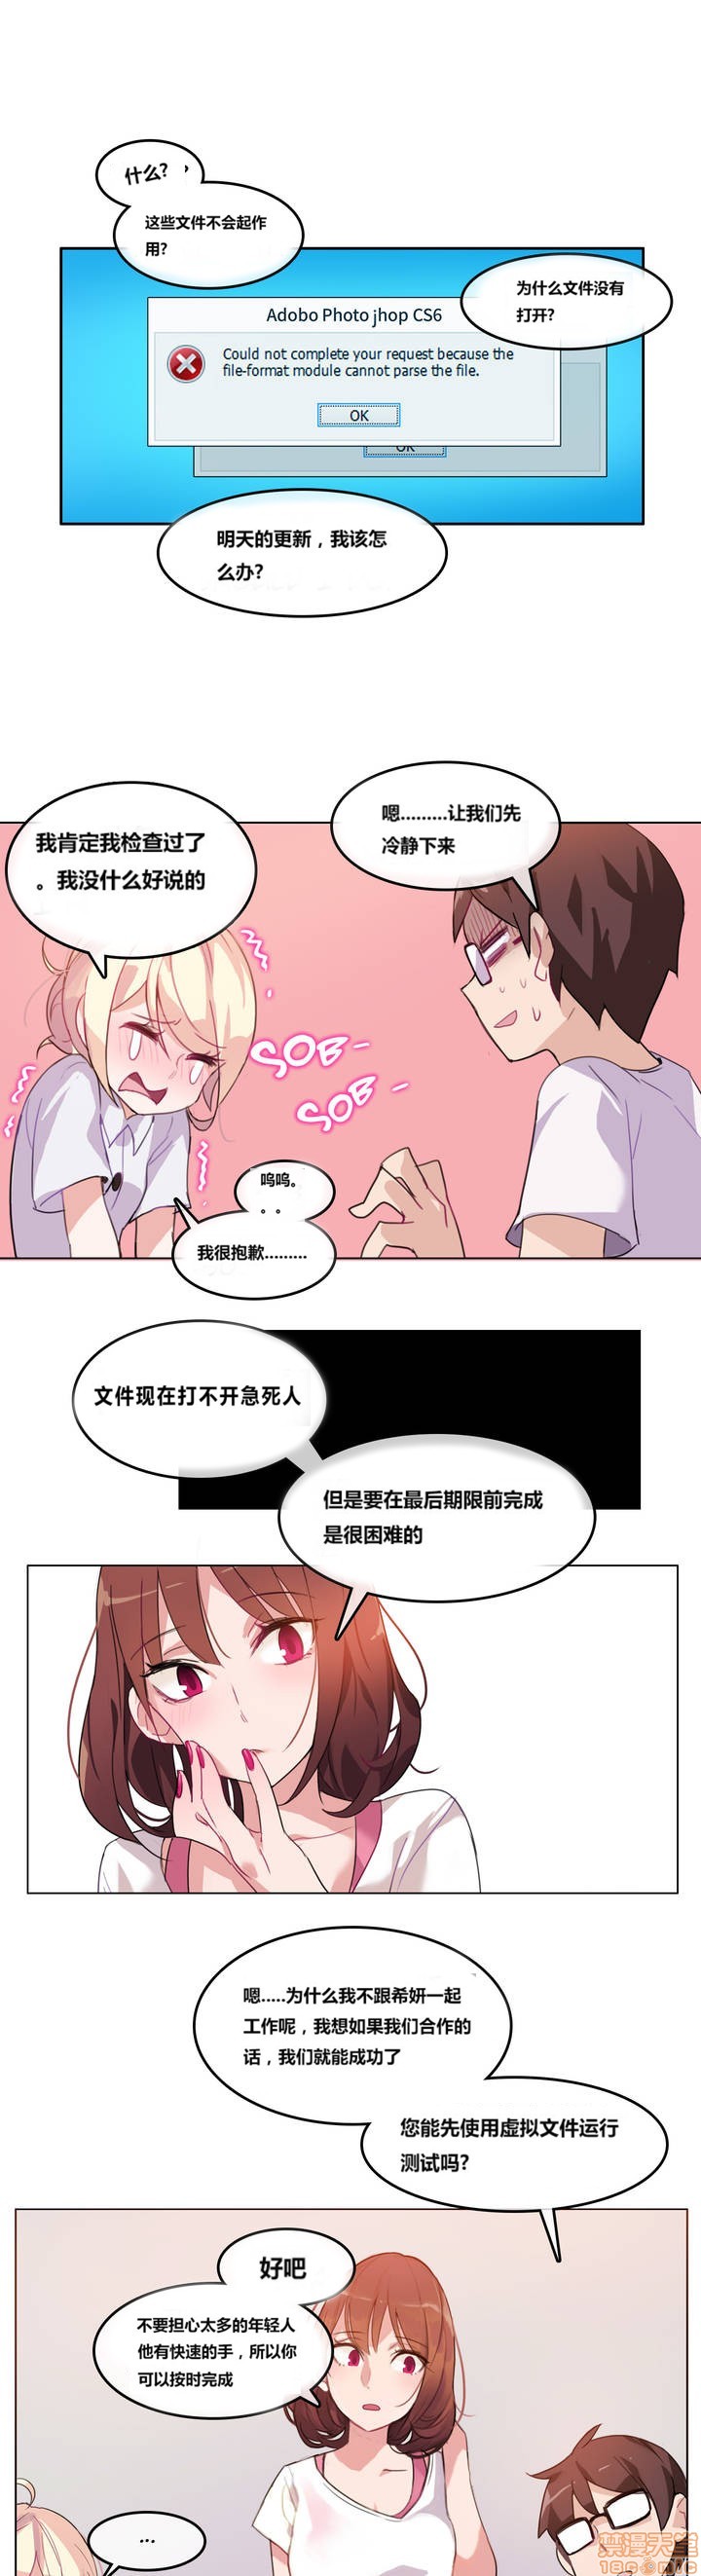 什么?
这些文件不会起作
用?
为什么文件没有
打开?
Adobo Photo jhop CS6
Could not complete your request because the
file-format module cannot parse the file.
OK
OK
明天的更新，我该怎
么办?
嗯.........让我们先
冷静下来
我肯定我检查过了
。我没什么好说的
SOB-
SOB-
呜呜。
。。
我很抱歉.........
文件现在打不开急死人
但是要在最后期限前完成
是很困难的
嗯.....为什么我不跟希妍一起
工作呢，我想如果我们合作的
话，我们就能成功了
您能先使用虚拟文件运行
测试吗?
好吧
不要担心太多的年轻人
他有快速的手，所以你
可以按时完成
...
禁漫天堂